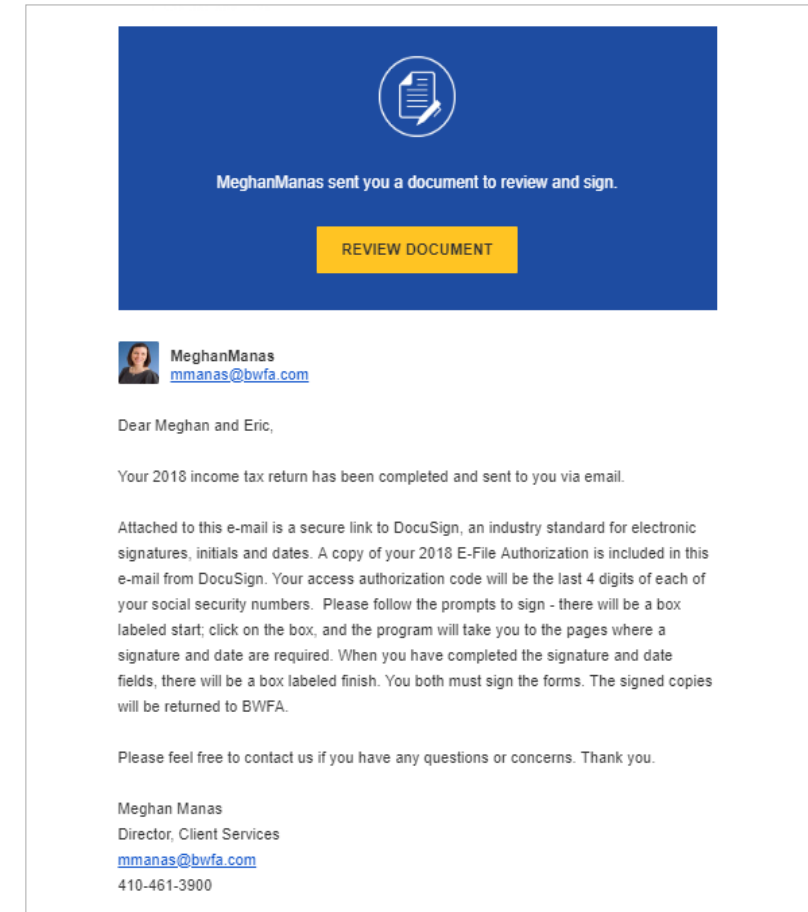 MeghanManas sent you a document to review and sign.
REVIEW DOCUMENT
MeghanManas
mmanas@bwfa.com
Dear Meghan and Eric,
Your 2018 income tax return has been completed and sent to you via email.
Attached to this e-mail is a secure link to DocuSign, an industry standard for electronic
signatures, initials and dates. A copy of your 2018 E-File Authorization is included in this
e-mail from DocuSign. Your access authorization code will be the last 4 digits of each of
your social security numbers.  Please follow the prompts to sign - there will be a box
labeled start; click on the box, and the program will take you to the pages where a
signature and date are required. When you have completed the signature and date
fields, there will be a box labeled finish. You both must sign the forms. The signed copies
will be returned to BWFA.
Please feel free to contact us if you have any questions or concerns. Thank you.
Meghan Manas
Director, Client Services
mmanas@bwfa.com
410-461-3900